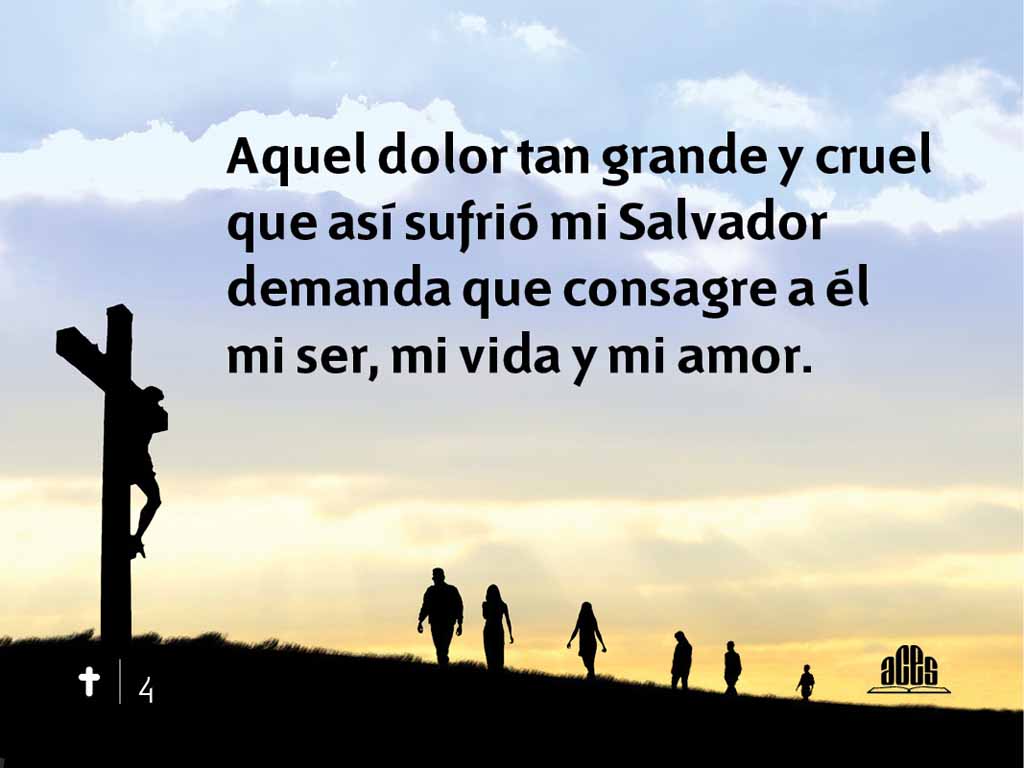 Aquel dolor tan grande y cruel
que así sufrió mi Salvador
demanda que consagre a él
mi ser, mi vida y mi amor.
4
aces